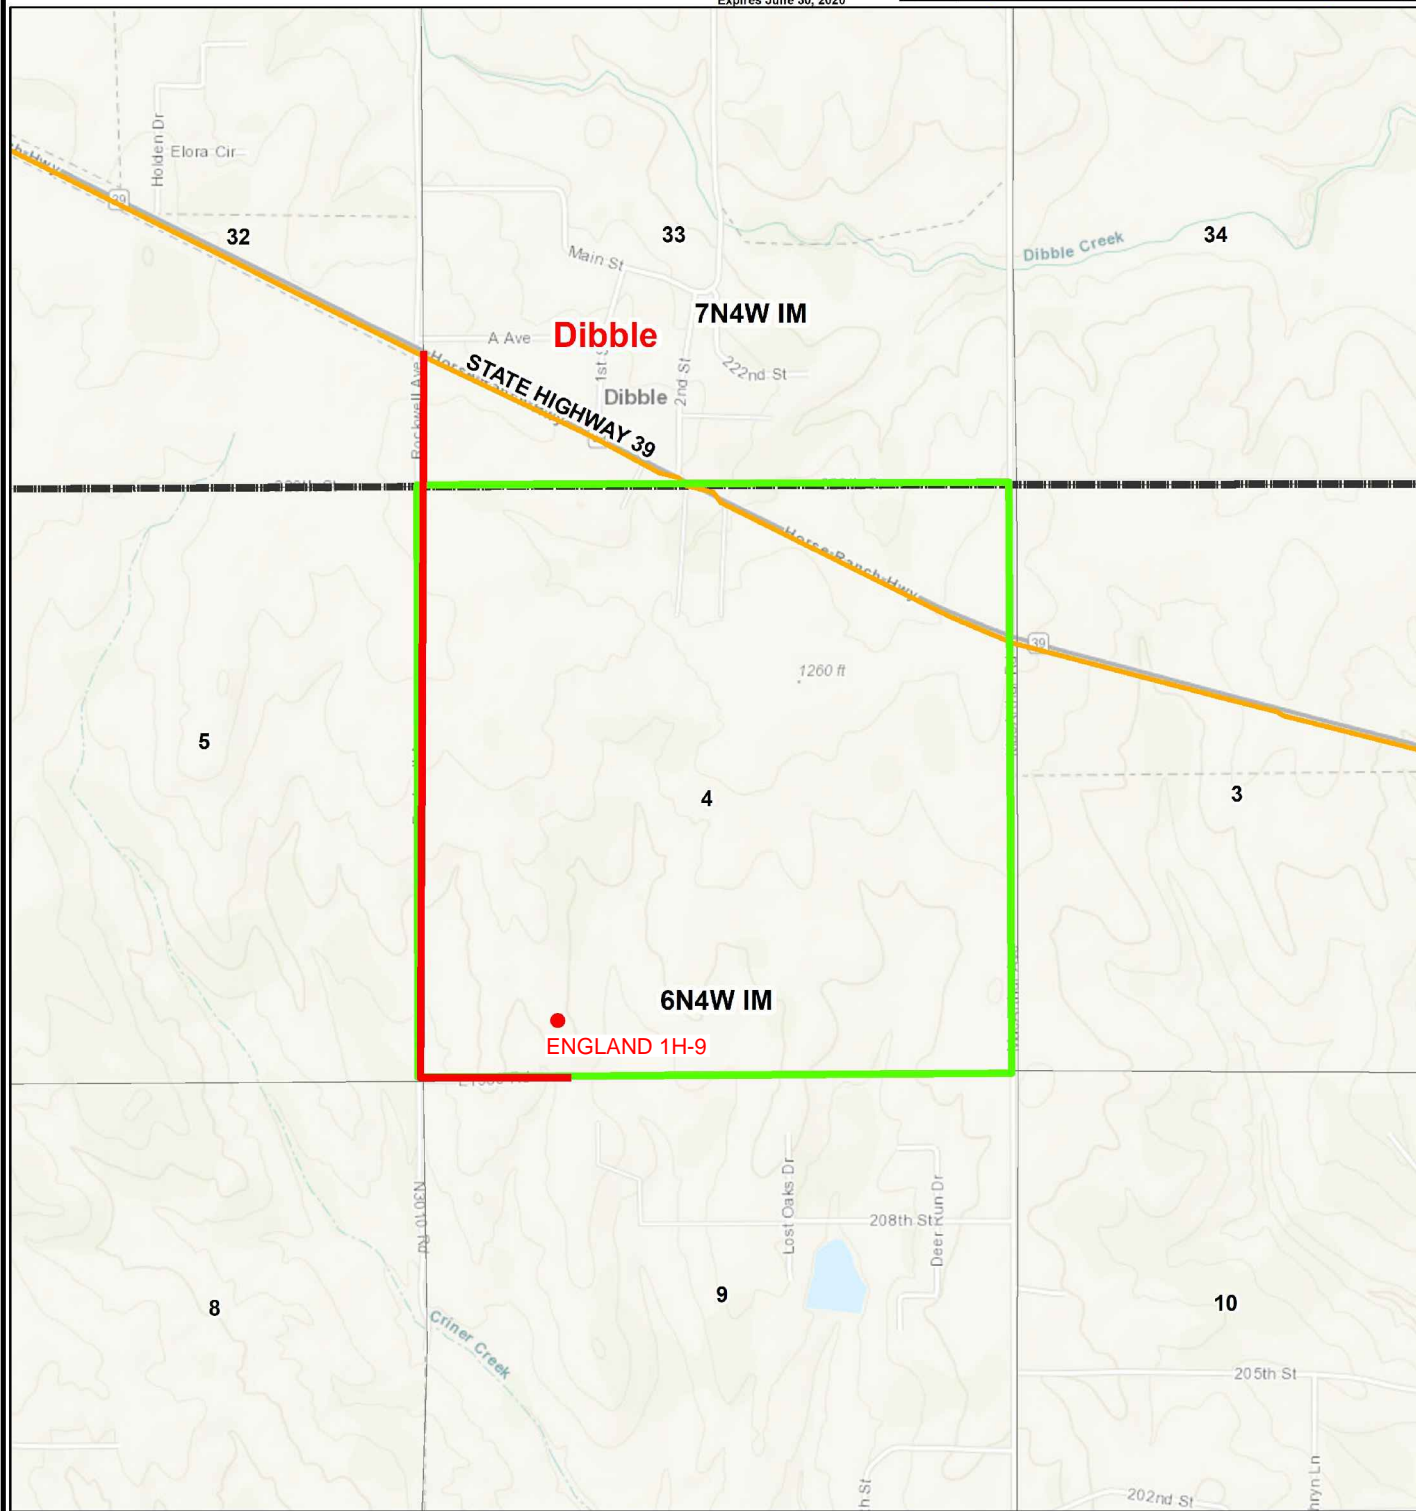 Expires June 30, 2020
Holden Dr
Elora Cir
39
32
33
34
Main St
Dibble Creek
7N4W IM
A Ave
Dibble
1st S
2nd St
222nd St
STATE HIGHWAY 39
Dibble
Rockwell Ave
Horse Ranch Hwy
39
1260 ft
5
4
3
6N4W IM
ENGLAND 1H-9
N3010 Rd
Lost Oaks Dr
208th St
Deer Run Dr
8
9
10
Criner Creek
205th St
h St
202nd St
hryn Ln